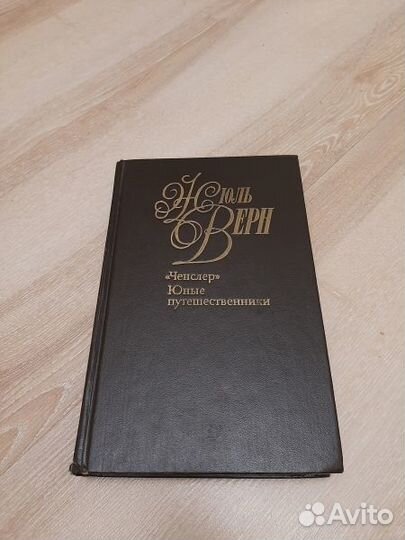 Жюль
Верн
«Ченслер»
Юные
путешественники
Avito